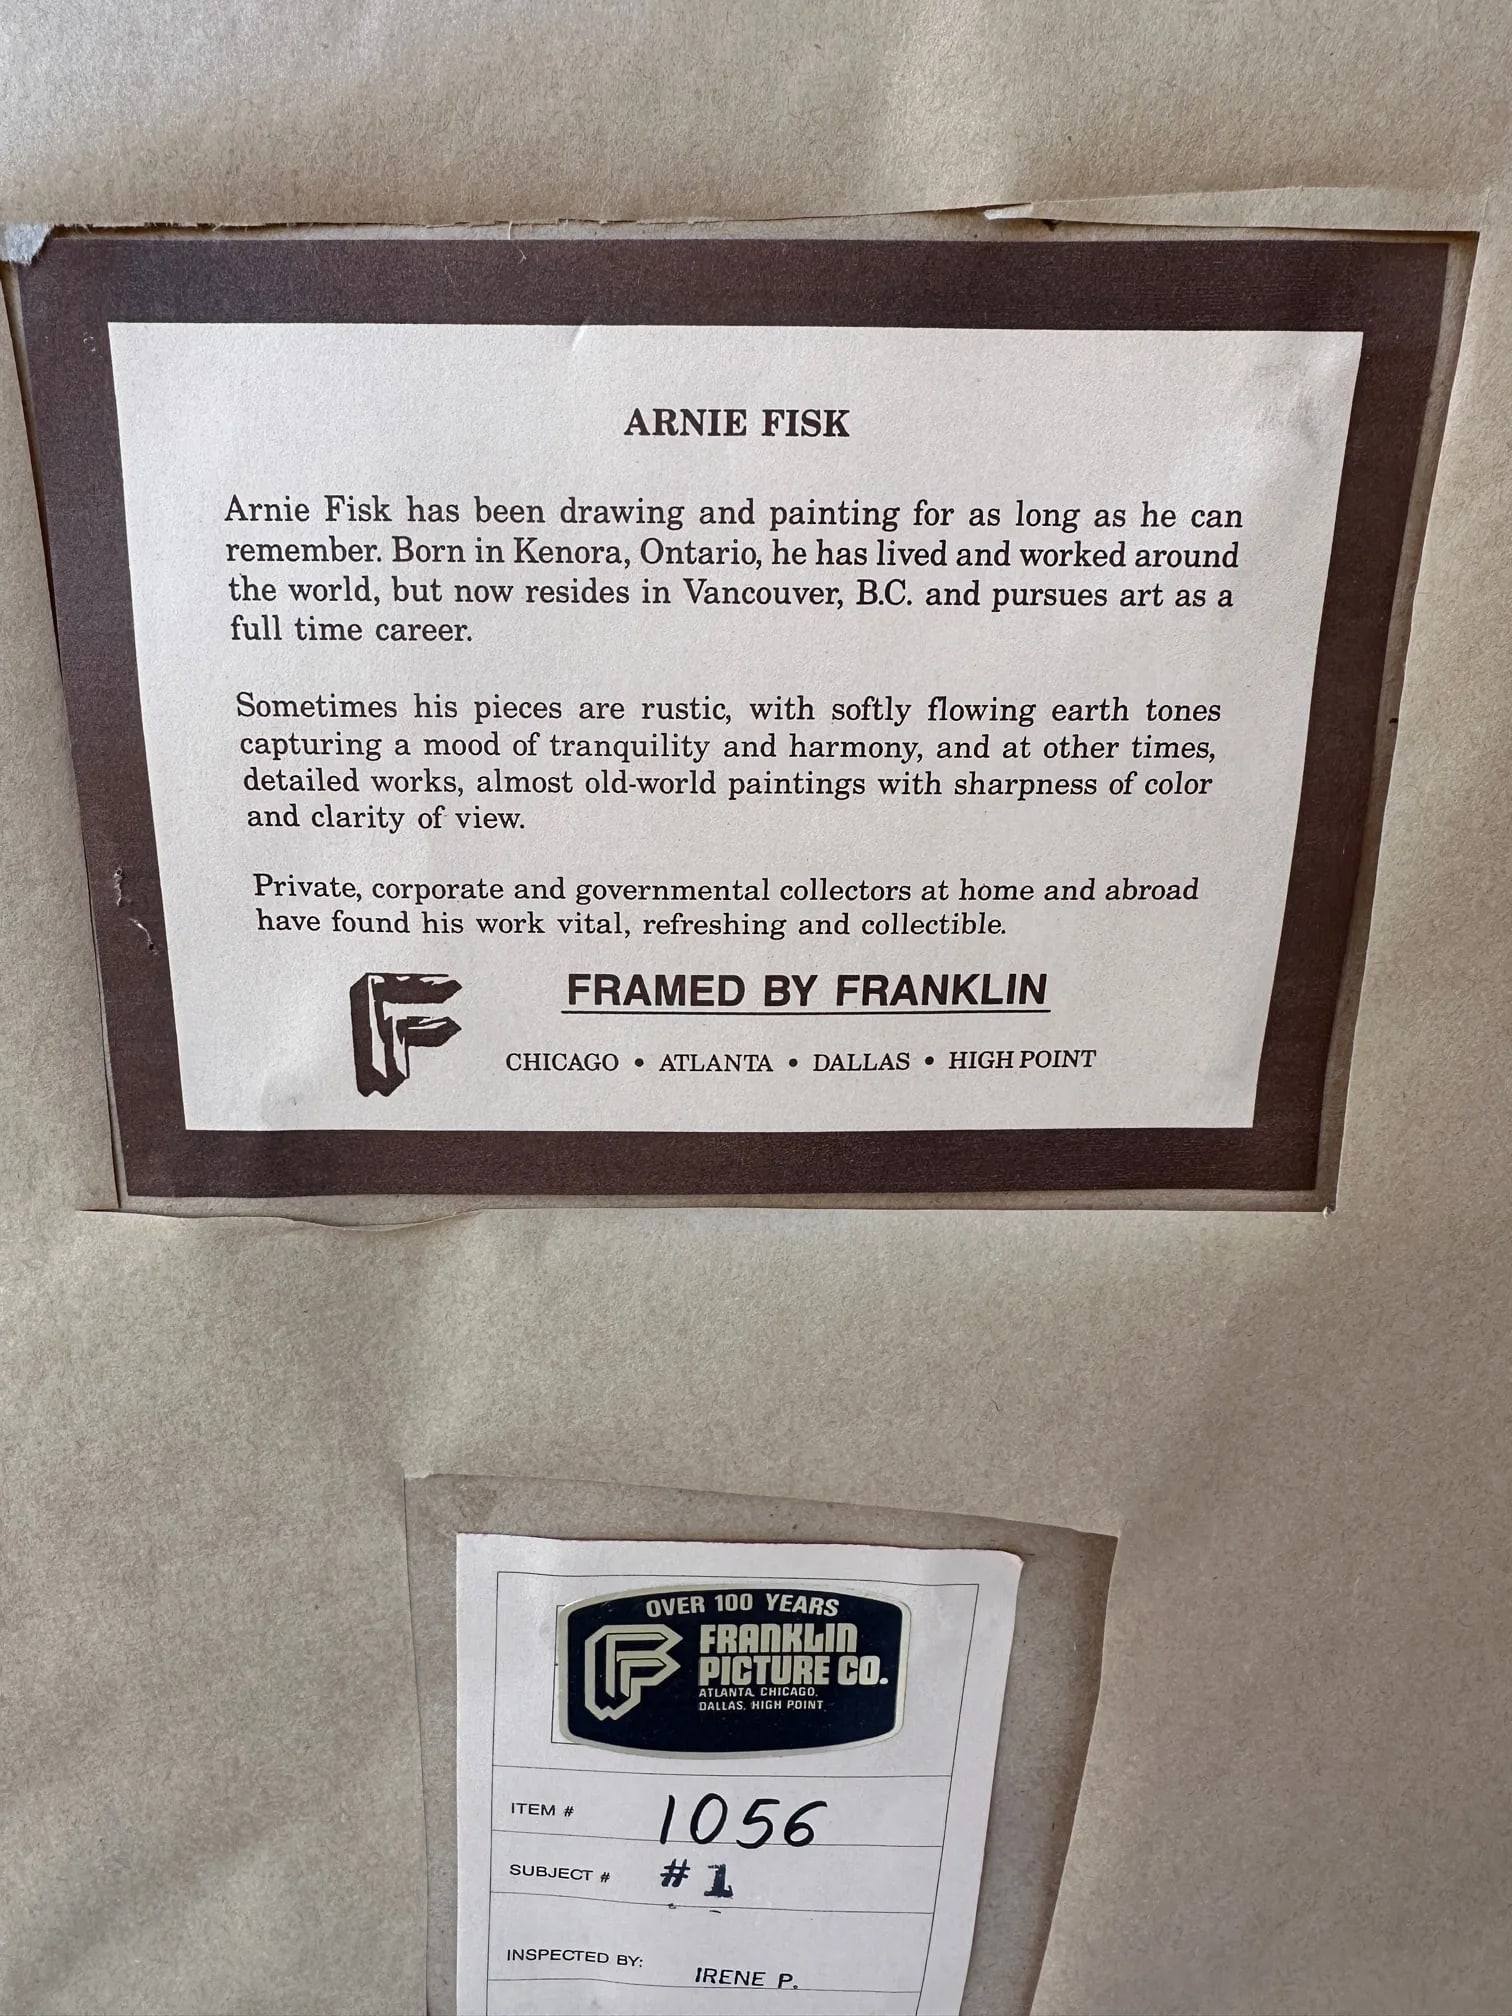 ARNIE FISK
Arnie Fisk has been drawing and painting for as long as he can
remember. Born in Kenora, Ontario, he has lived and worked around
the world, but now resides in Vancouver, B.C. and pursues art as a
full time career.
Sometimes his pieces are rustic, with softly flowing earth tones
capturing a mood of tranquility and harmony, and at other times,
detailed works, almost old-world paintings with sharpness of color
and clarity of view.
Private, corporate and governmental collectors at home and abroad
have found his work vital, refreshing and collectible.
FRAMED BY FRANKLIN
CHICAGO • ATLANTA • DALLAS • HIGH POINT
OVER 100 YEARS
FRANKLIN
PICTURE CO.
ATLANTA, CHICAGO,
DALLAS, HIGH POINT
ITEM # 1056
SUBJECT # #1
INSPECTED BY: IRENE P.